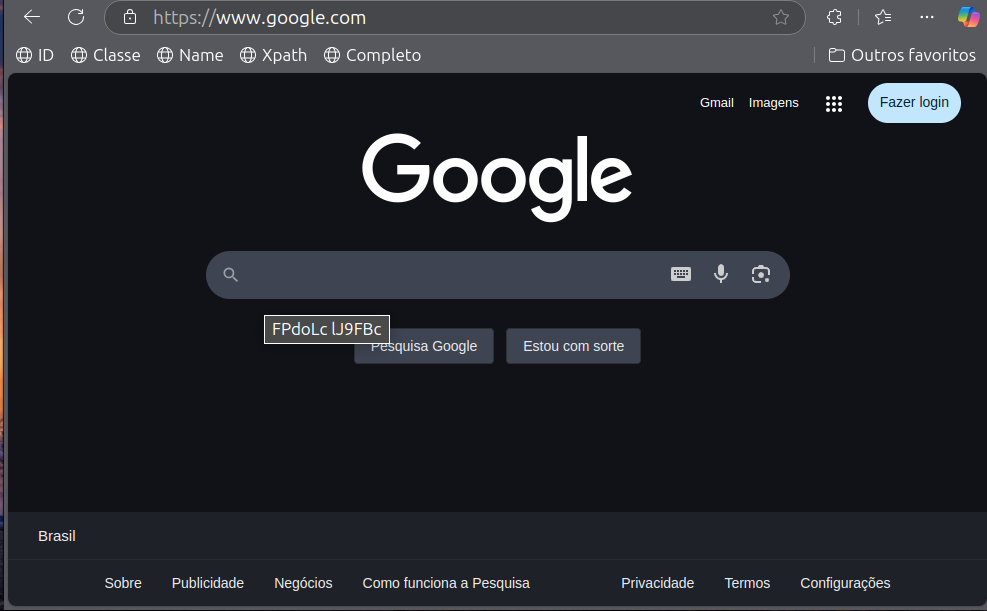 https://www.google.com
ID Classe Name Xpath Completo Outros favoritos
Gmail Imagens Fazer login
Google
FPdoLc lJ9FBc
Pesquisa Google Estou com sorte
Brasil
Sobre Publicidade Negócios Como funciona a Pesquisa Privacidade Termos Configurações